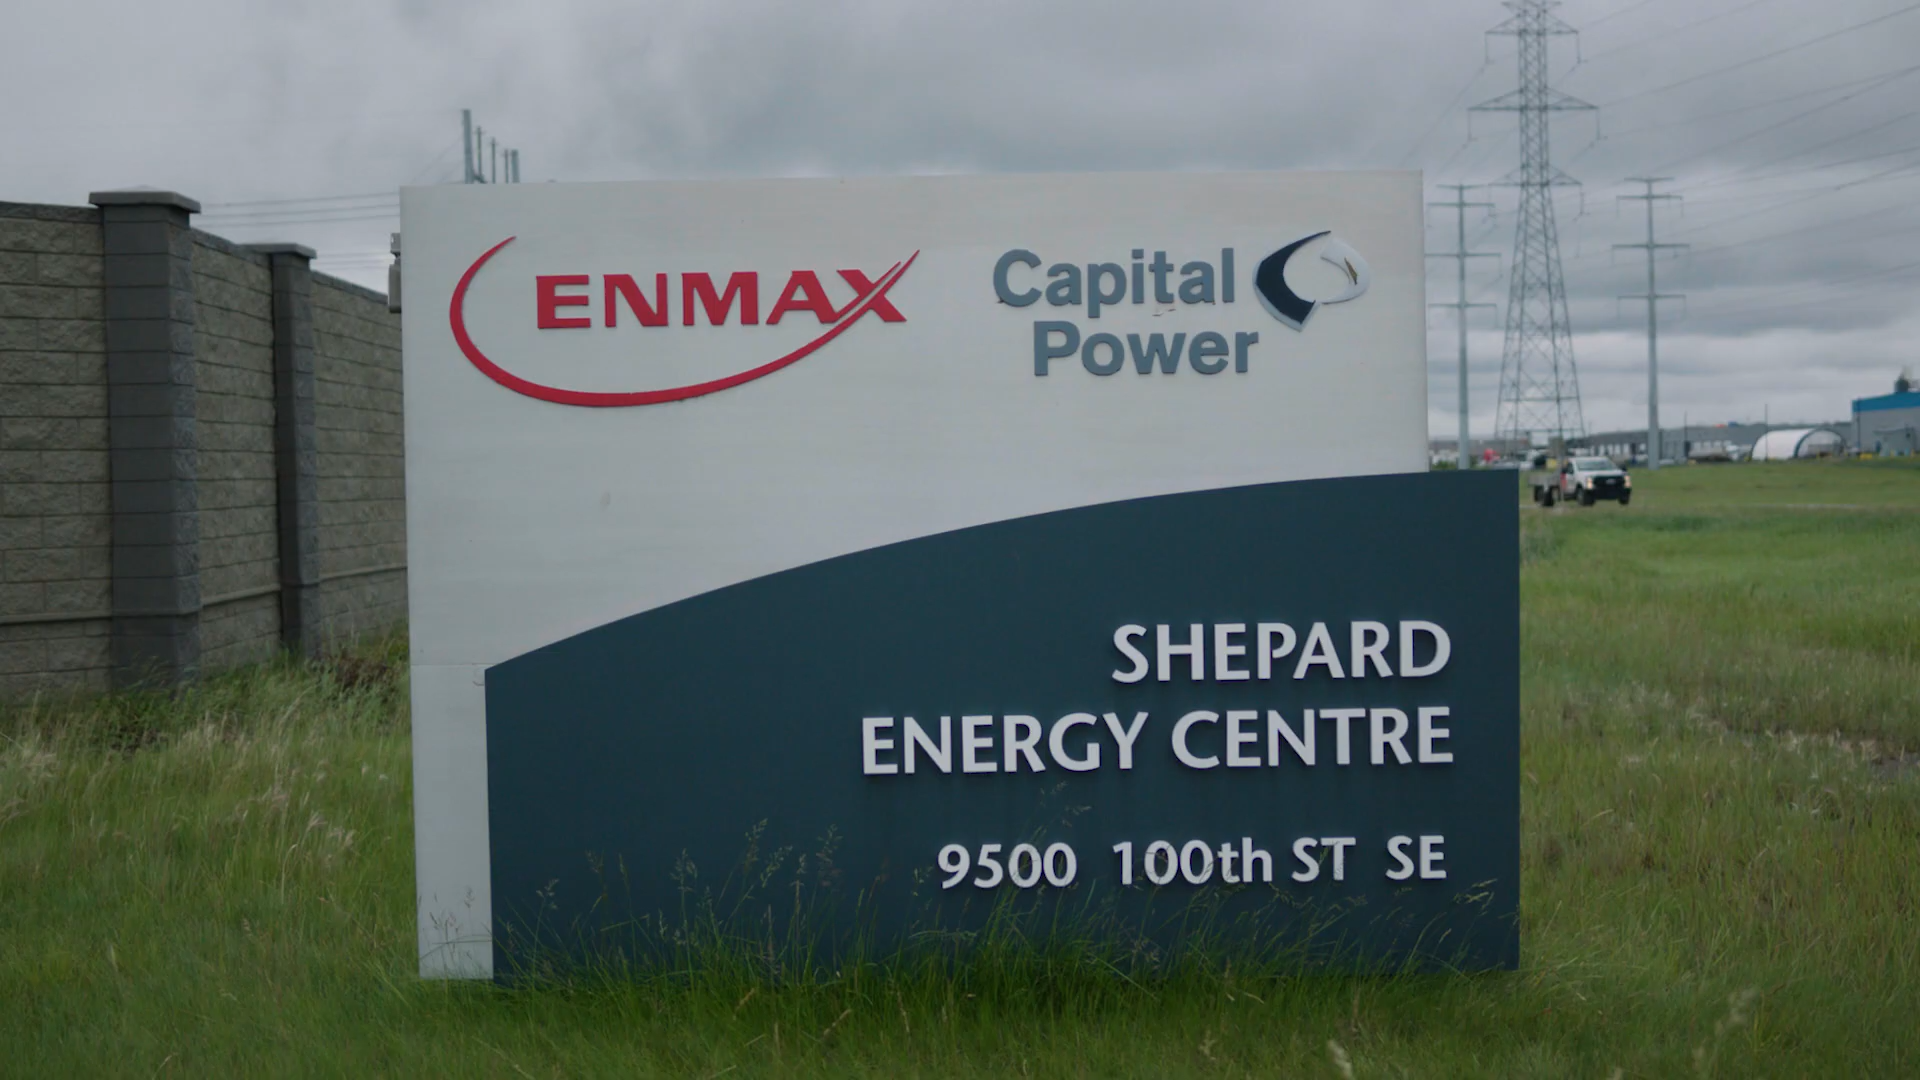 ENMAX
Capital
Power
SHEPARD
ENERGY CENTRE
9500 100th ST SE